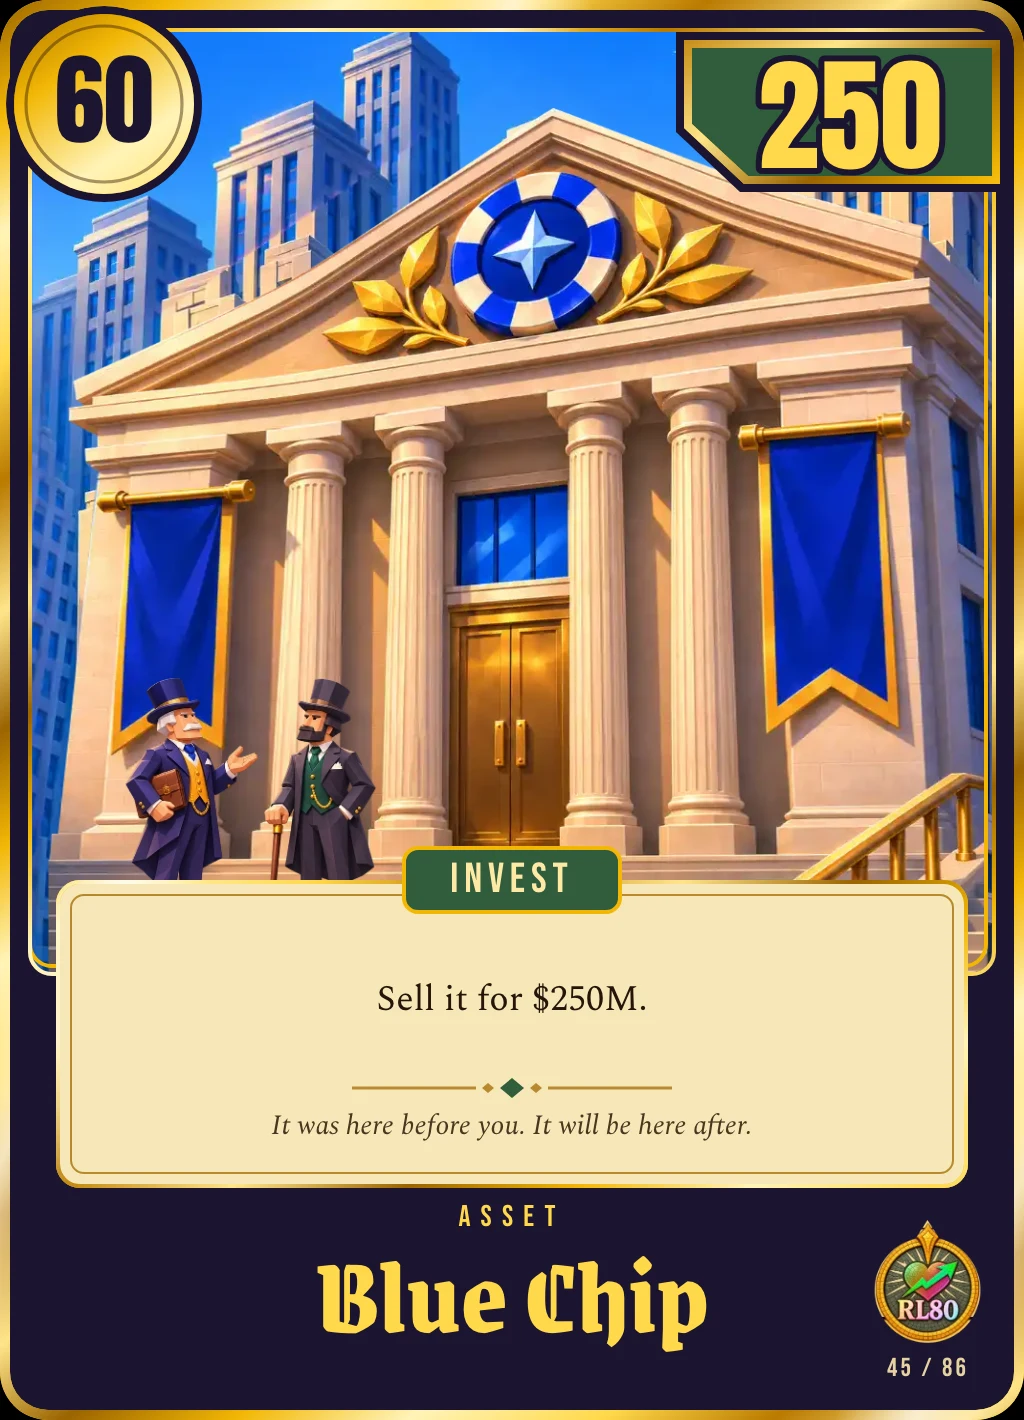 60
250
INVEST
Sell it for $250M.
It was here before you. It will be here after.
ASSET
Blue Chip
RL80
45 / 86